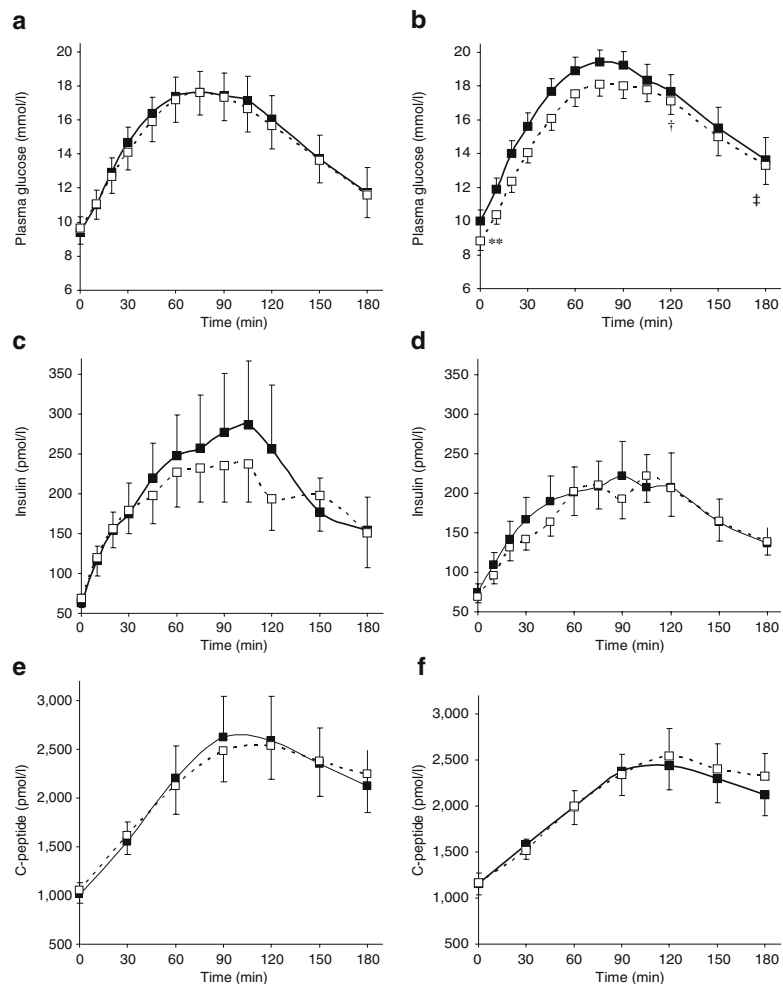 a
Plasma glucose (mmol/l)
20
18
16
14
12
10
8
6
0 30 60 90 120 150 180
Time (min)
b
Plasma glucose (mmol/l)
20
18
16
14
12
10
8
6
**
†
‡
0 30 60 90 120 150 180
Time (min)
c
Insulin (pmol/l)
350
300
250
200
150
100
50
0 30 60 90 120 150 180
Time (min)
d
Insulin (pmol/l)
350
300
250
200
150
100
50
0 30 60 90 120 150 180
Time (min)
e
C-peptide (pmol/l)
3,000
2,500
2,000
1,500
1,000
500
0 30 60 90 120 150 180
Time (min)
f
C-peptide (pmol/l)
3,000
2,500
2,000
1,500
1,000
500
0 30 60 90 120 150 180
Time (min)